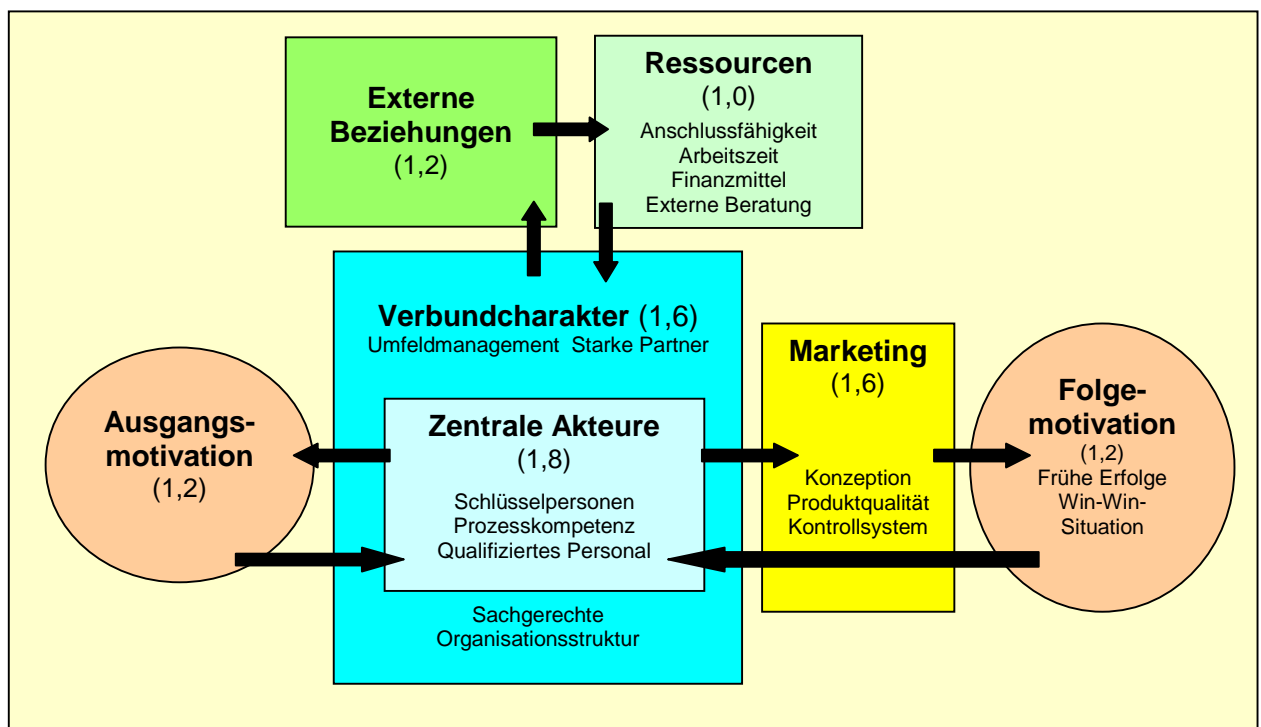 Externe
Beziehungen
(1,2)
Ressourcen
(1,0)
Anschlussfähigkeit
Arbeitszeit
Finanzmittel
Externe Beratung
Verbundcharakter (1,6)
Umfeldmanagement  Starke Partner
Ausgangs-
motivation
(1,2)
Zentrale Akteure
(1,8)
Schlüsselpersonen
Prozesskompetenz
Qualifiziertes Personal
Sachgerechte
Organisationsstruktur
Marketing
(1,6)
Konzeption
Produktqualität
Kontrollsystem
Folge-
motivation
(1,2)
Frühe Erfolge
Win-Win-
Situation